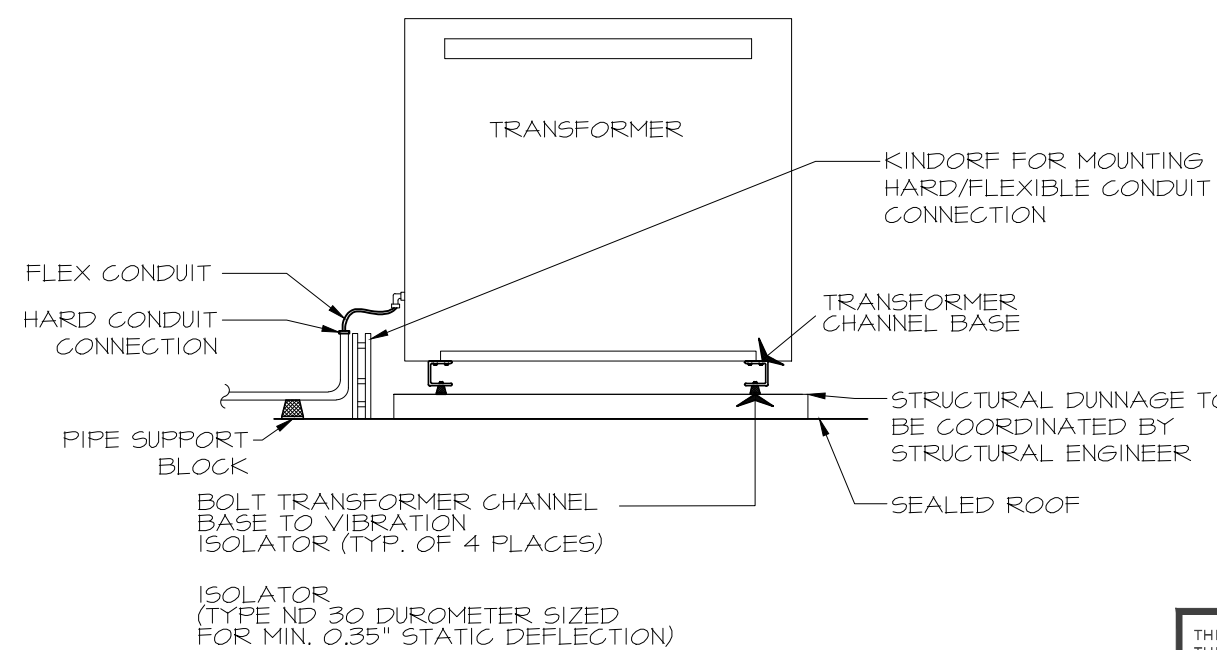 TRANSFORMER
KINDORF FOR MOUNTING
HARD/FLEXIBLE CONDUIT
CONNECTION
FLEX CONDUIT
HARD CONDUIT
CONNECTION
TRANSFORMER
CHANNEL BASE
STRUCTURAL DUNNAGE TO
BE COORDINATED BY
STRUCTURAL ENGINEER
PIPE SUPPORT
BLOCK
SEALED ROOF
BOLT TRANSFORMER CHANNEL
BASE TO VIBRATION
ISOLATOR (TYP. OF 4 PLACES)
ISOLATOR
(TYPE ND 30 DUROMETER SIZED
FOR MIN. 0.35" STATIC DEFLECTION)